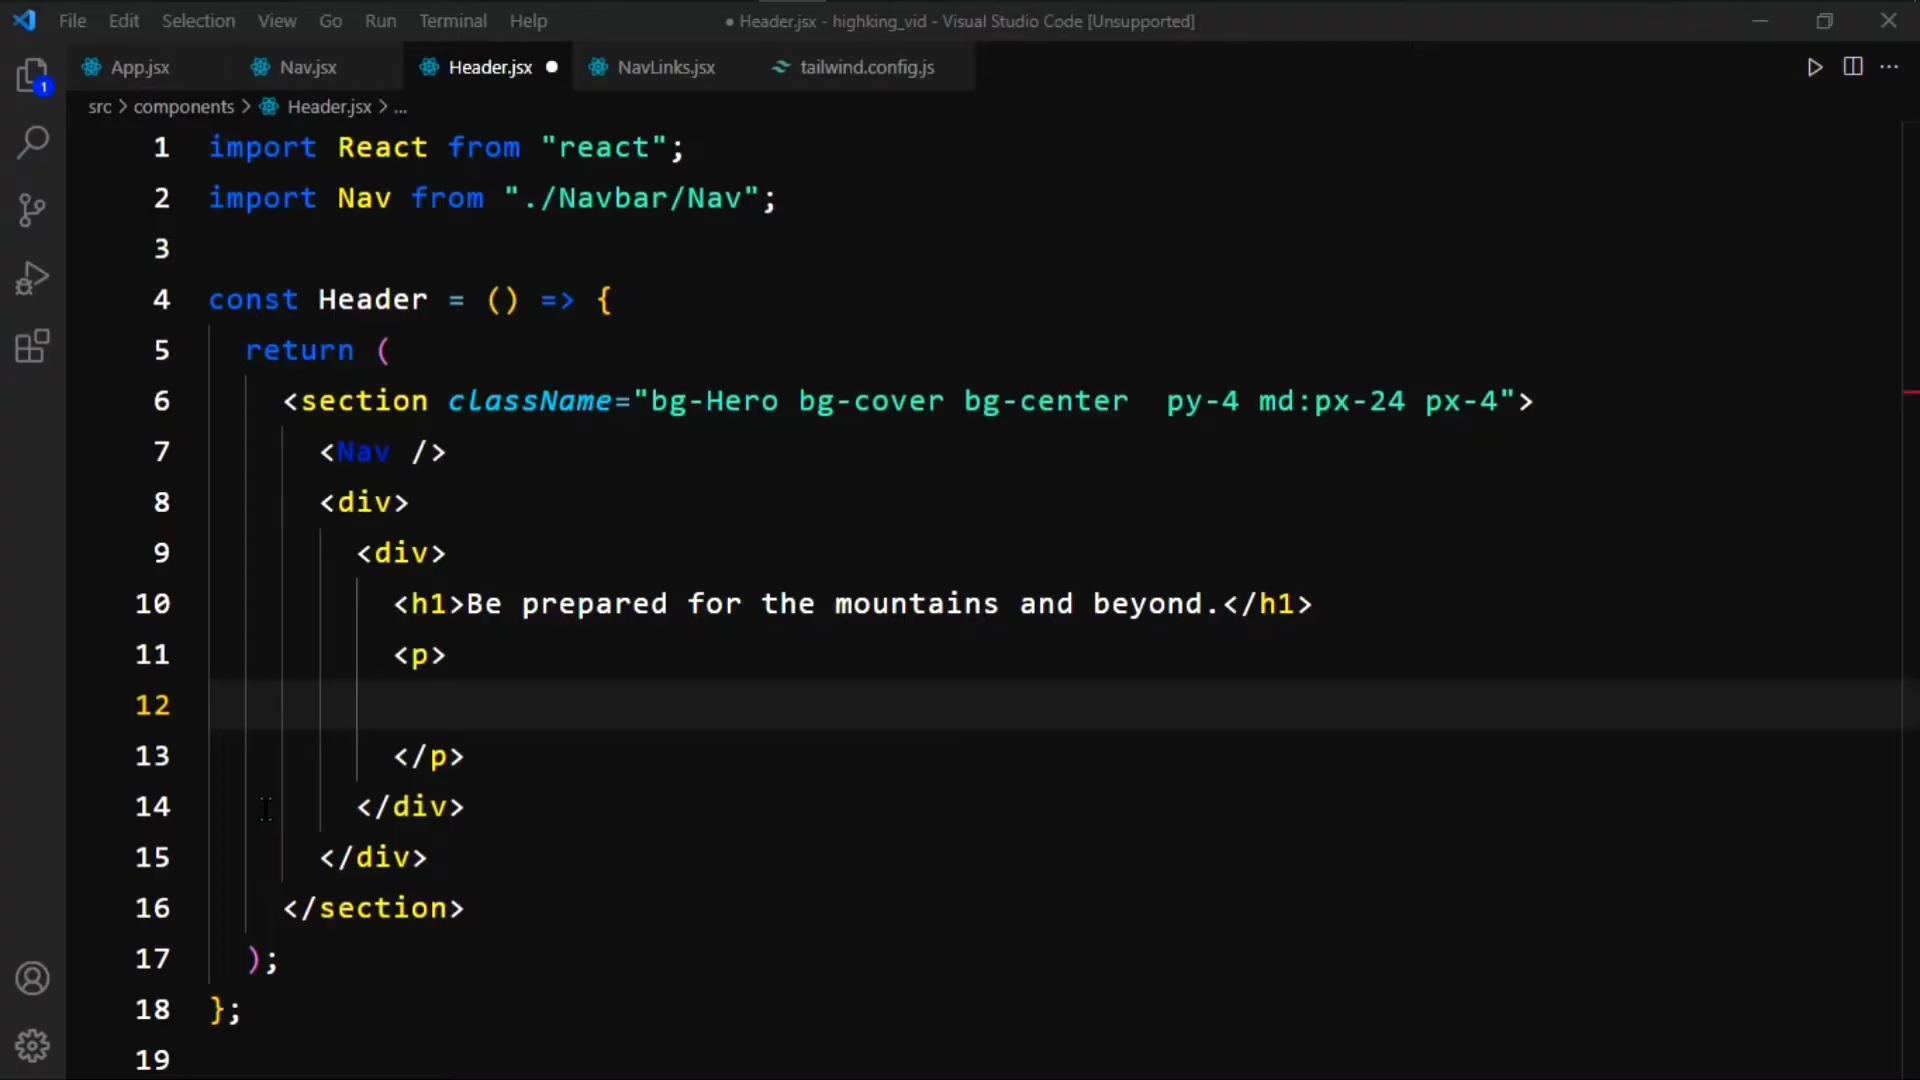 File Edit Selection View Go Run Terminal Help ● Header.jsx - highking_vid - Visual Studio Code [Unsupported]
App.jsx Nav.jsx Header.jsx ● NavLinks.jsx tailwind.config.js
1
src > components > Header.jsx > ...
1 import React from "react";
2 import Nav from "./Navbar/Nav";
3
4 const Header = () => {
5 return (
6 <section className="bg-Hero bg-cover bg-center  py-4 md:px-24 px-4">
7 <Nav />
8 <div>
9 <div>
10 <h1>Be prepared for the mountains and beyond.</h1>
11 <p>
12
13 </p>
14 </div>
15 </div>
16 </section>
17 );
18 };
19